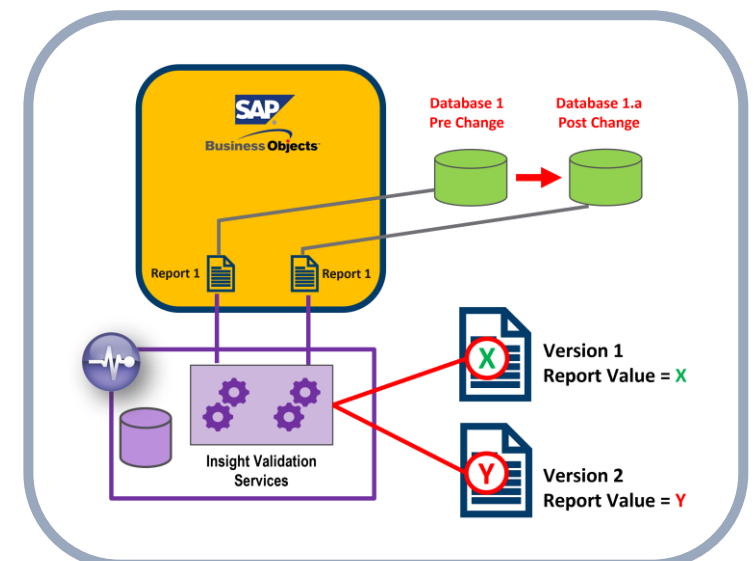 SAP
Business Objects
Database 1
Pre Change
Database 1.a
Post Change
Report 1
Report 1
X
Version 1
Report Value = X
Insight Validation
Services
Y
Version 2
Report Value = Y